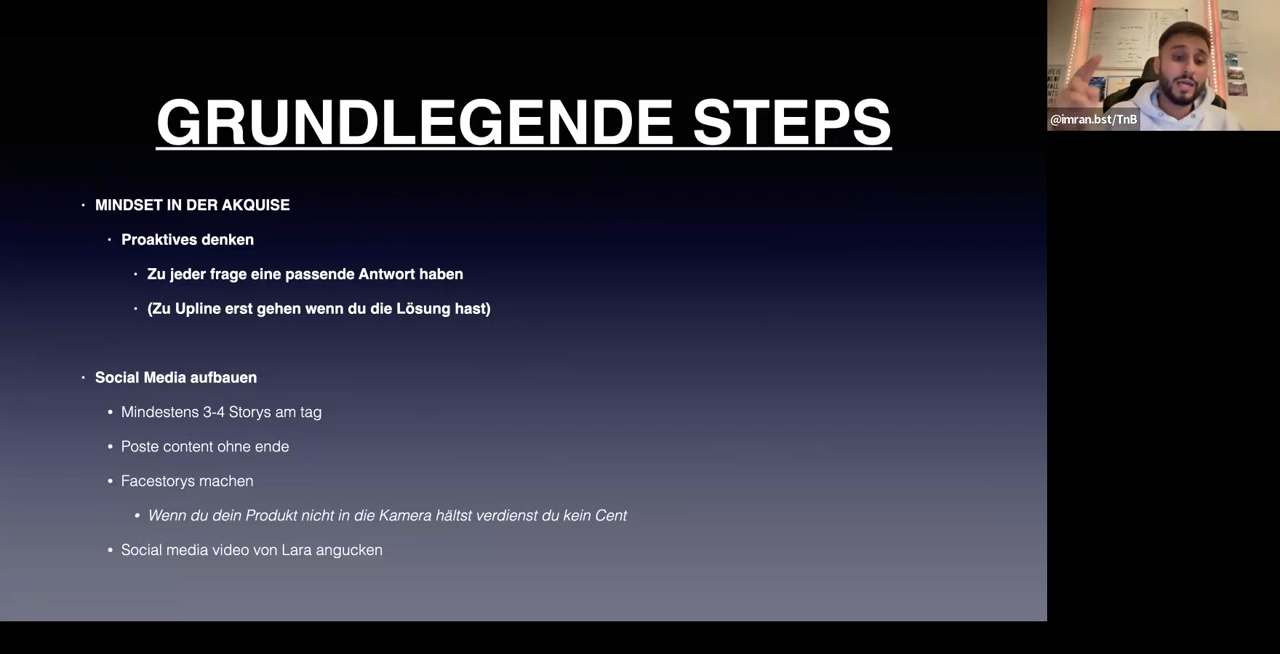 GRUNDLEGENDE STEPS
@imran.bst/TnB
MINDSET IN DER AKQUISE
Proaktives denken
Zu jeder frage eine passende Antwort haben
(Zu Upline erst gehen wenn du die Lösung hast)
Social Media aufbauen
Mindestens 3-4 Storys am tag
Poste content ohne ende
Facestorys machen
Wenn du dein Produkt nicht in die Kamera hältst verdienst du kein Cent
Social media video von Lara angucken